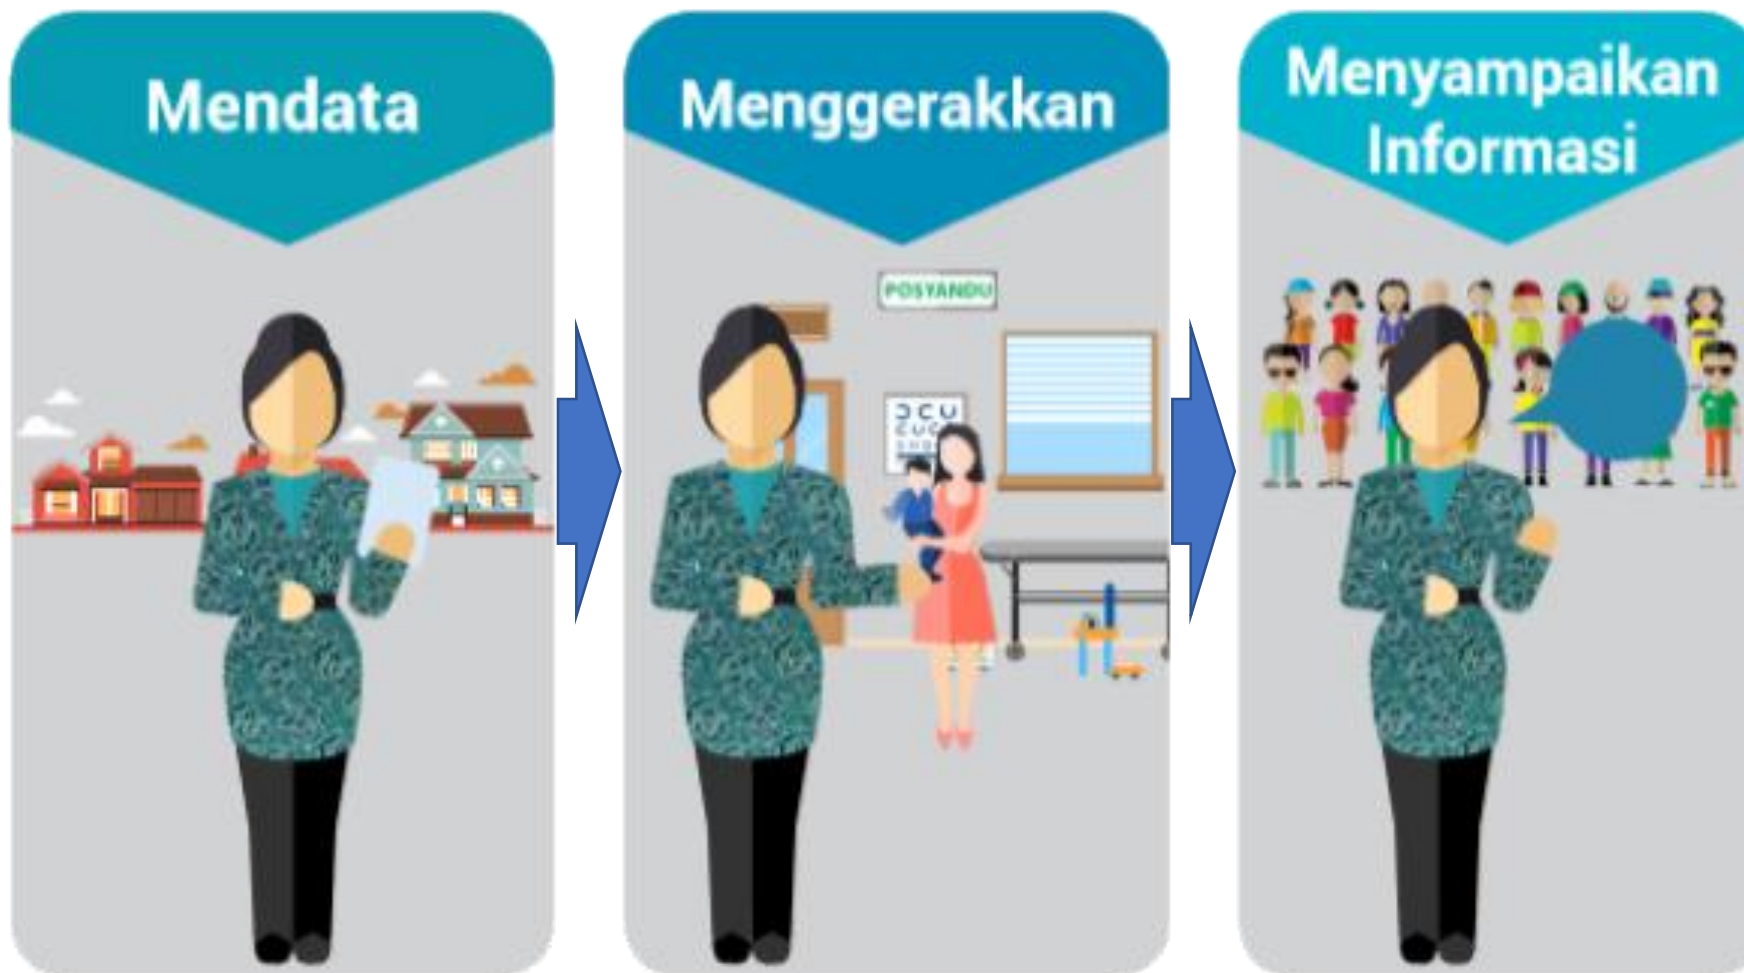 Mendata
Menggerakkan
Menyampaikan
Informasi
POSYANDU